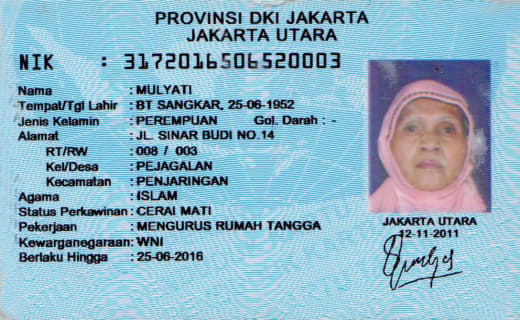 PROVINSI DKI JAKARTA
JAKARTA UTARA
NIK : 3172016506520003
Nama : MULYATI
Tempat/Tgl Lahir : BT SANGKAR, 25-06-1952
Jenis Kelamin : PEREMPUAN Gol. Darah : -
Alamat : JL. SINAR BUDI NO.14
RT/RW : 008 / 003
Kel/Desa : PEJAGALAN
Kecamatan : PENJARINGAN
Agama : ISLAM
Status Perkawinan : CERAI MATI
Pekerjaan : MENGURUS RUMAH TANGGA
Kewarganegaraan : WNI
Berlaku Hingga : 25-06-2016
JAKARTA UTARA
12-11-2011